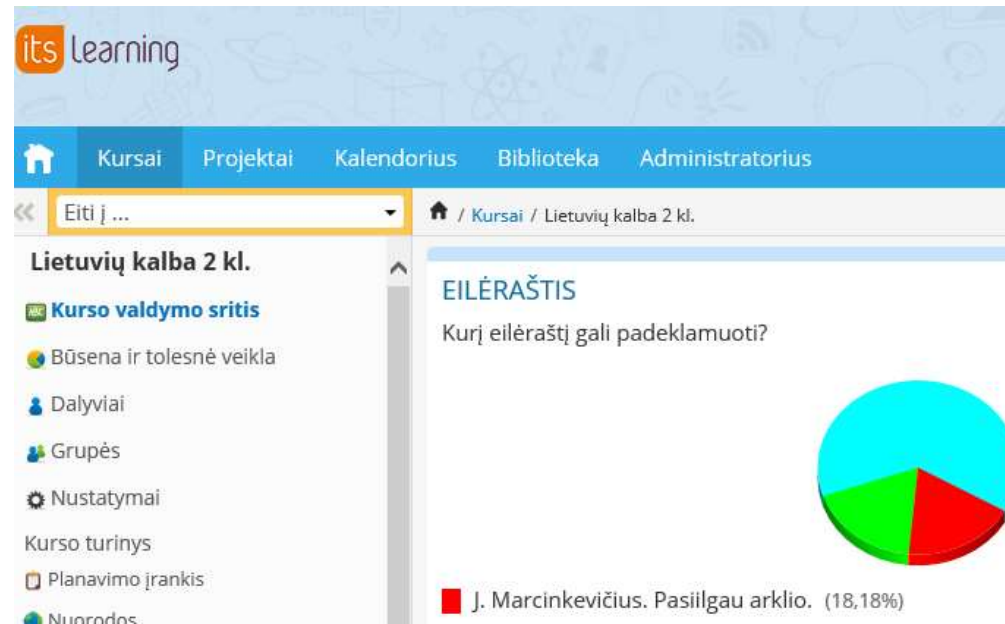 its learning
Kursai Projektai Kalendorius Biblioteka Administratorius
Eiti į ...
/ Kursai / Lietuvių kalba 2 kl.
Lietuvių kalba 2 kl.
Kurso valdymo sritis
Būsena ir tolesnė veikla
Dalyviai
Grupės
Nustatymai
Kurso turinys
Planavimo įrankis
Nuorodos
EILĖRAŠTIS
Kurį eilėraštį gali padeklamuoti?
J. Marcinkevičius. Pasiilgau arklio. (18,18%)